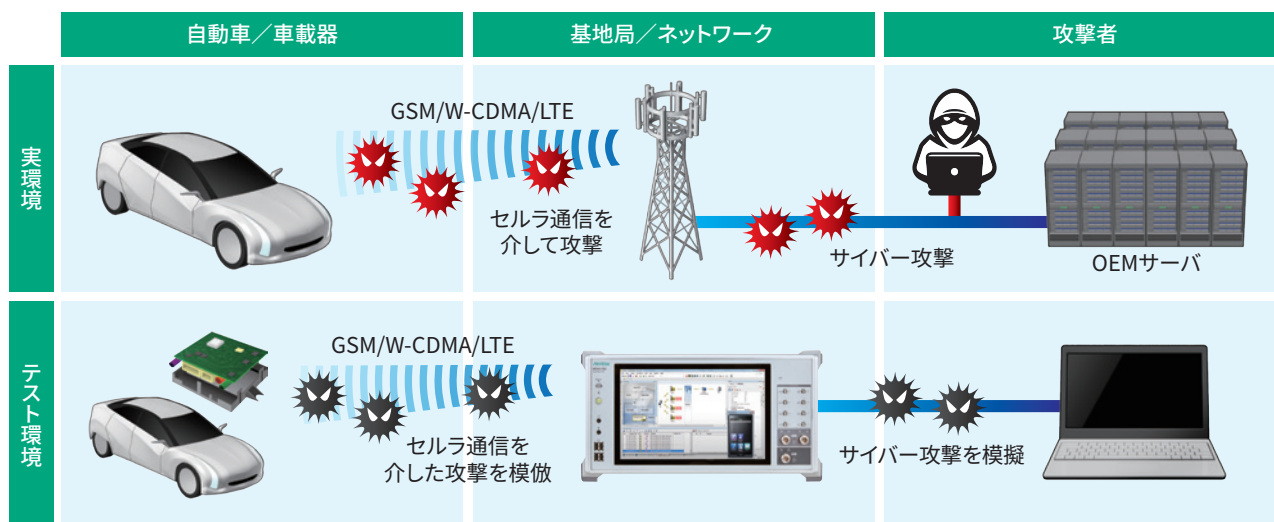 自動車／車載器
基地局／ネットワーク
攻撃者
実環境
GSM/W-CDMA/LTE
セルラ通信を
介して攻撃
サイバー攻撃
OEMサーバ
テスト環境
GSM/W-CDMA/LTE
セルラ通信を
介した攻撃を模倣
サイバー攻撃を模擬